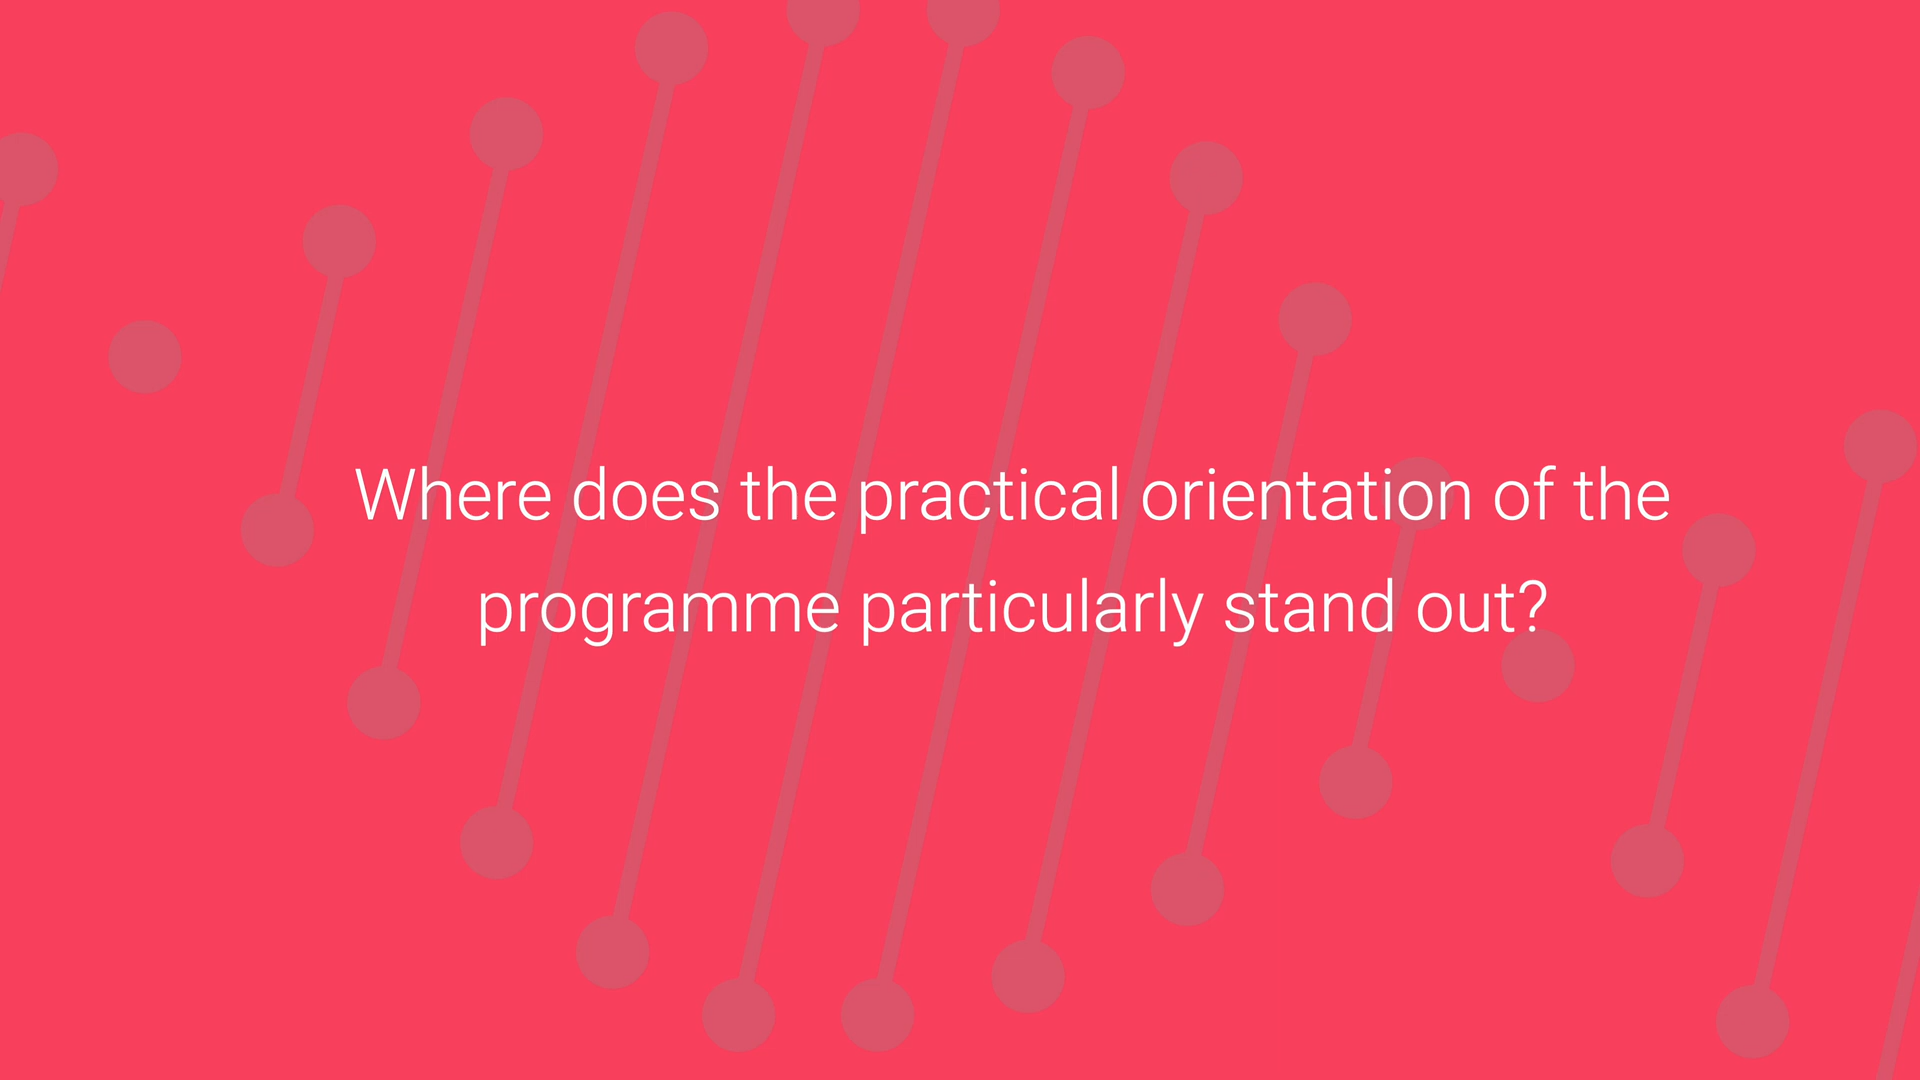 Where does the practical orientation of the
programme particularly stand out?